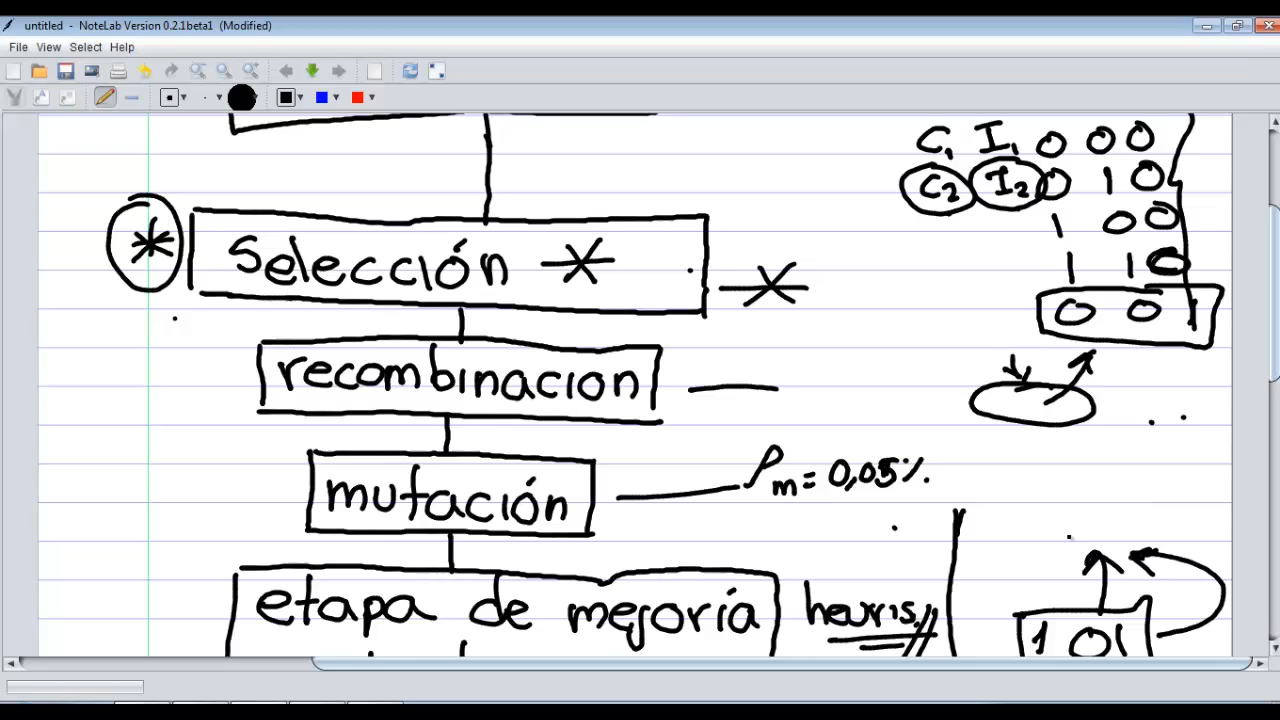 untitled - NoteLab Version 0.2.1beta1 (Modified)
File View Select Help
C1 I1 0 0 0
C2 I2 0 1 0
1 0 0
1 1 0
0 0 1
* Selección *
*
recombinacion
mutación
Pm = 0,05%.
etapa de mejoría
heuris.
1 0 1